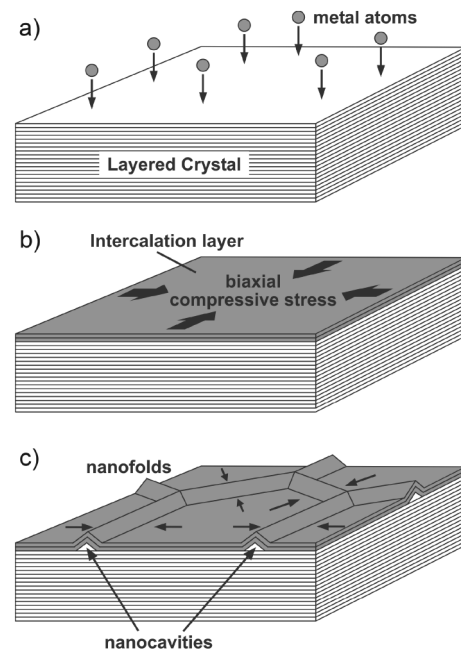 a)
metal atoms
Layered Crystal
b)
Intercalation layer
biaxial
compressive stress
c)
nanofolds
nanocavities